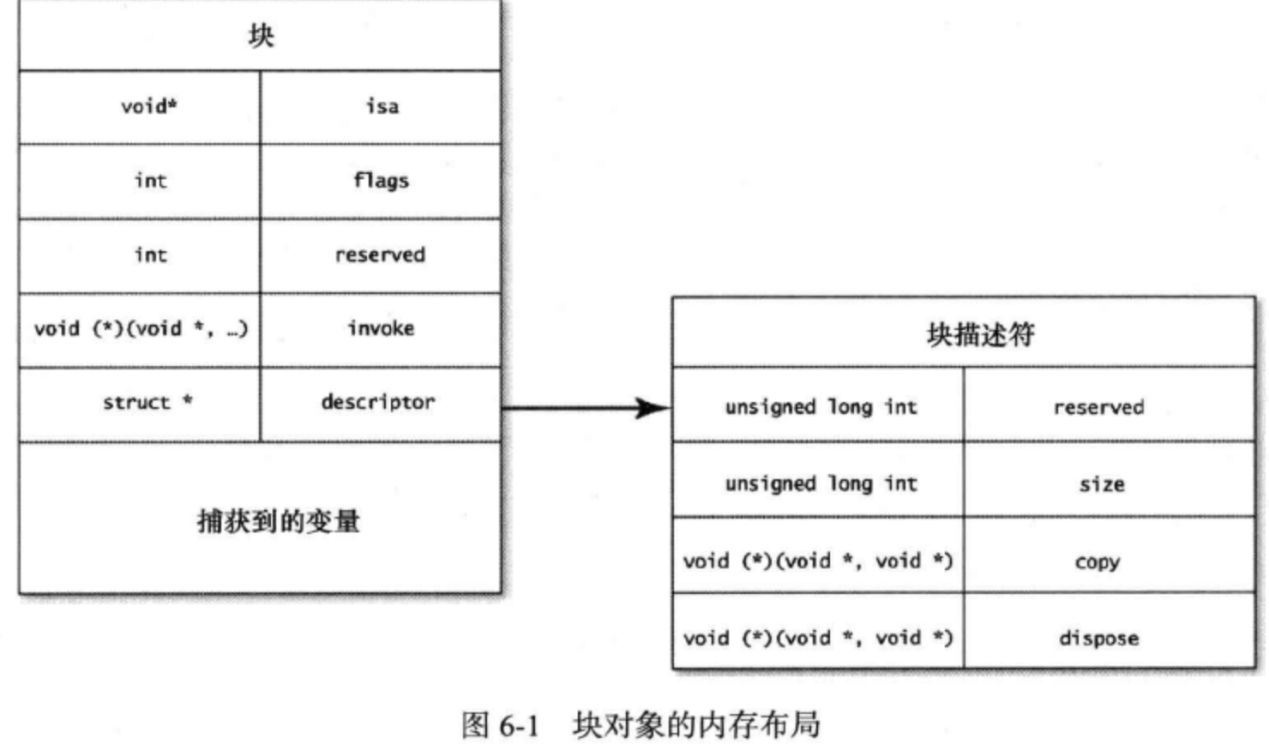 块
void* isa
int flags
int reserved
void (*)(void *, …) invoke
struct * descriptor
捕获到的变量
块描述符
unsigned long int reserved
unsigned long int size
void (*)(void *, void *) copy
void (*)(void *, void *) dispose
图 6-1 块对象的内存布局